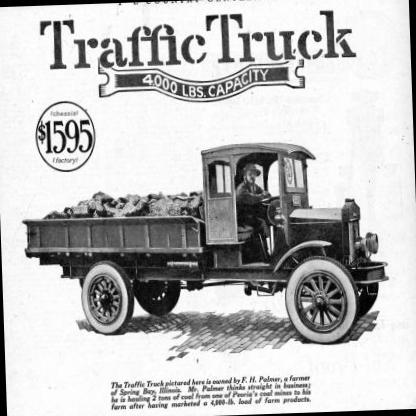 Traffic Truck
4,000 LBS. CAPACITY
(chassis)
$1595
(factory)
The Traffic Truck pictured here is owned by F. H. Palmer, a farmer
of Spring Bay, Illinois. Mr. Palmer thinks straight in business;
he is hauling 2 tons of coal from one of Peoria's coal mines to his
farm after having marketed a 4,000-lb. load of farm products.